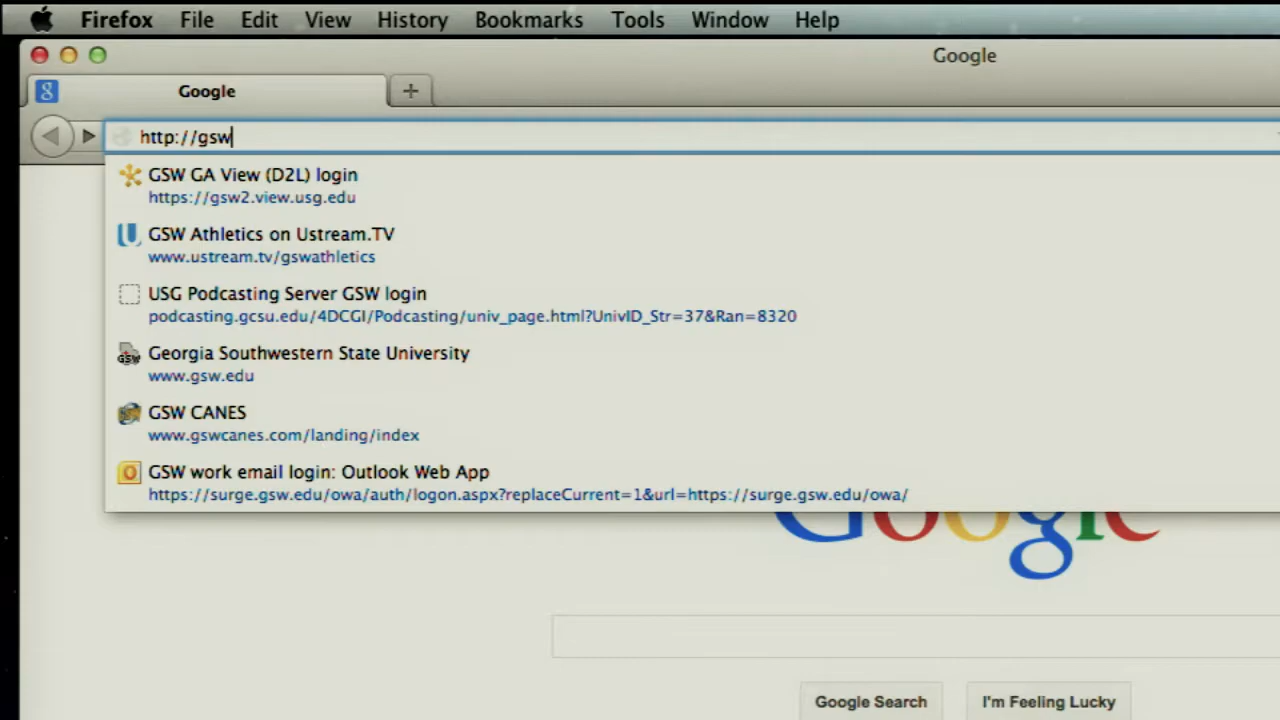 Firefox File Edit View History Bookmarks Tools Window Help
Google
Google
http://gsw
GSW GA View (D2L) login
https://gsw2.view.usg.edu
GSW Athletics on Ustream.TV
www.ustream.tv/gswathletics
USG Podcasting Server GSW login
podcasting.gcsu.edu/4DCGI/Podcasting/univ_page.html?UnivID_Str=37&Ran=8320
Georgia Southwestern State University
www.gsw.edu
GSW CANES
www.gswcanes.com/landing/index
GSW work email login: Outlook Web App
https://surge.gsw.edu/owa/auth/logon.aspx?replaceCurrent=1&url=https://surge.gsw.edu/owa/
Google
Google Search I'm Feeling Lucky